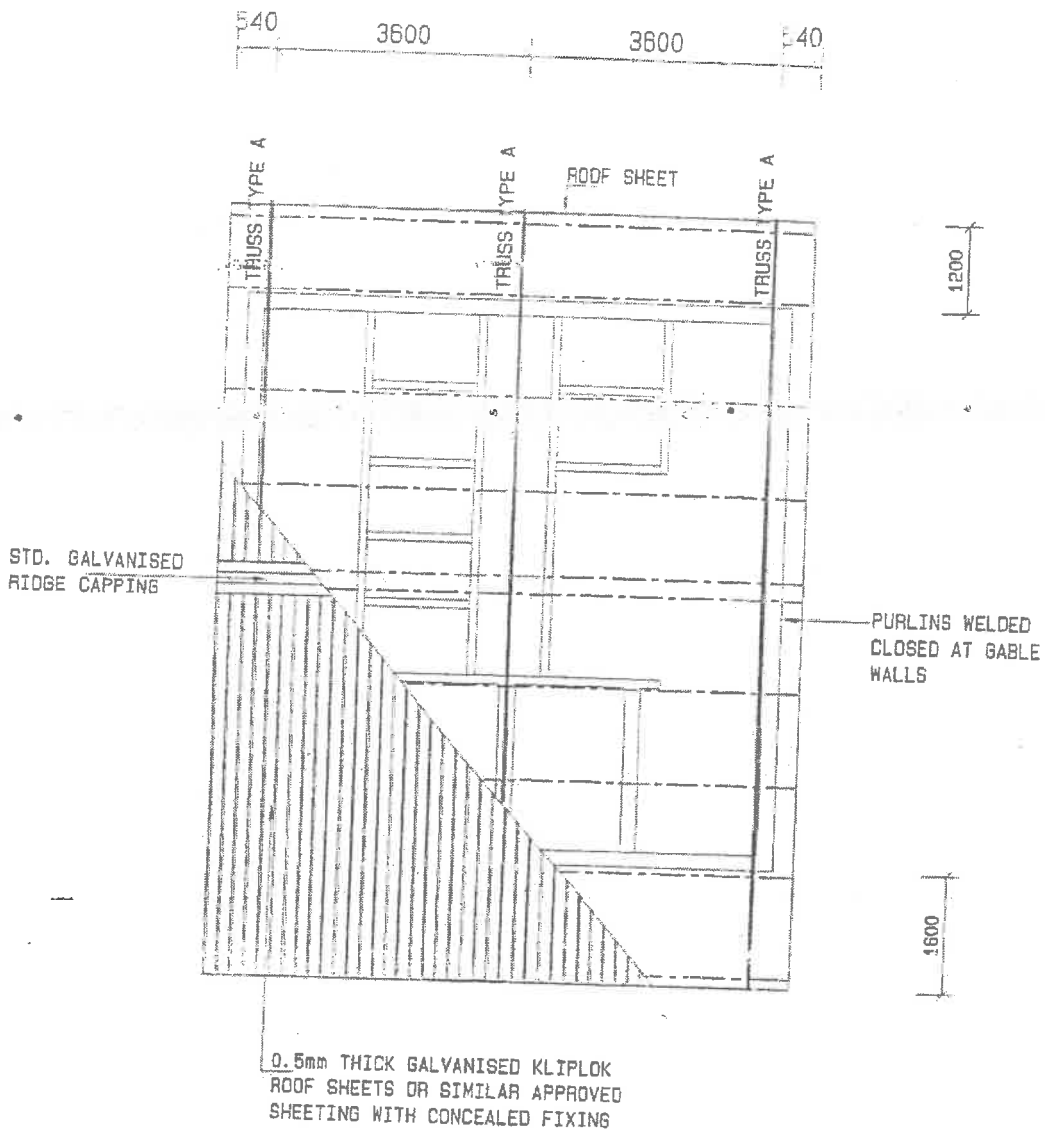 540 3600 3600 540
TRUSS TYPE A
TRUSS TYPE A
TRUSS TYPE A
ROOF SHEET
1200
STD. GALVANISED
RIDGE CAPPING
PURLINS WELDED
CLOSED AT GABLE
WALLS
1600
0.5mm THICK GALVANISED KLIPLOK
ROOF SHEETS OR SIMILAR APPROVED
SHEETING WITH CONCEALED FIXING